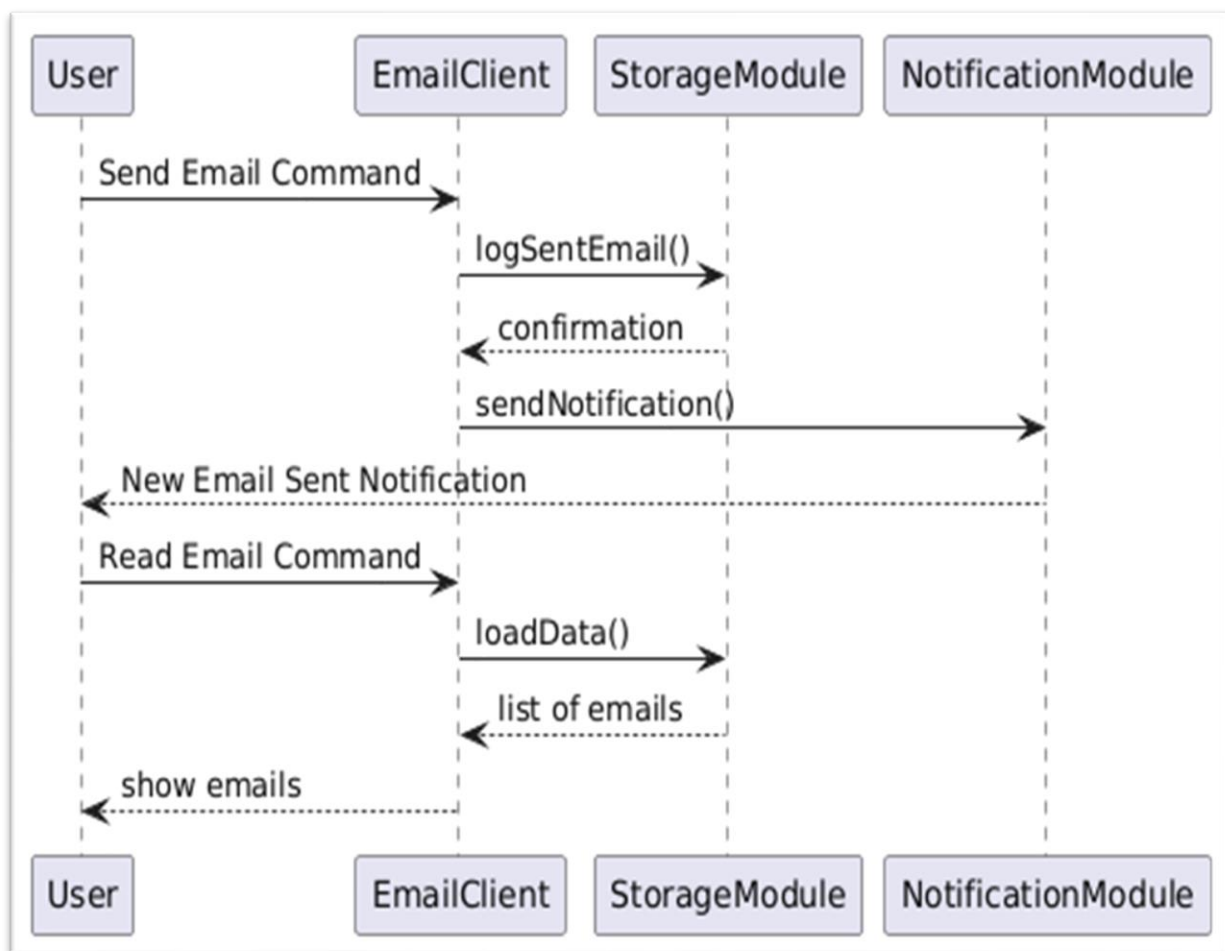 User EmailClient StorageModule NotificationModule
Send Email Command
logSentEmail()
confirmation
sendNotification()
New Email Sent Notification
Read Email Command
loadData()
list of emails
show emails
User EmailClient StorageModule NotificationModule